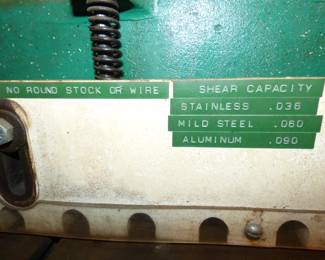 NO ROUND STOCK OR WIRE
SHEAR CAPACITY
STAINLESS .036
MILD STEEL .060
ALUMINUM .090